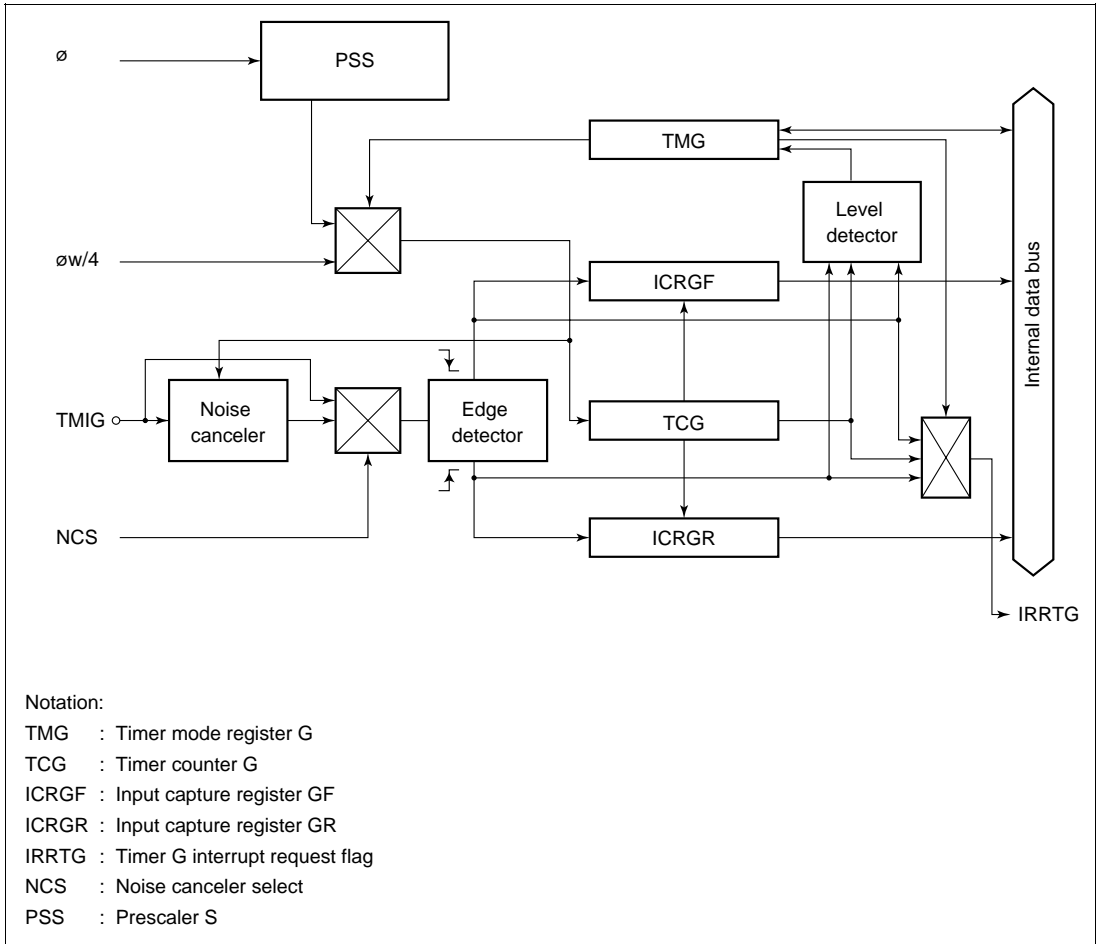 ø
PSS
TMG
Level
detector
øw/4
ICRGF
Internal data bus
TMIG
Noise
canceler
Edge
detector
TCG
NCS
ICRGR
IRRTG
Notation:
TMG : Timer mode register G
TCG : Timer counter G
ICRGF : Input capture register GF
ICRGR : Input capture register GR
IRRTG : Timer G interrupt request flag
NCS : Noise canceler select
PSS : Prescaler S